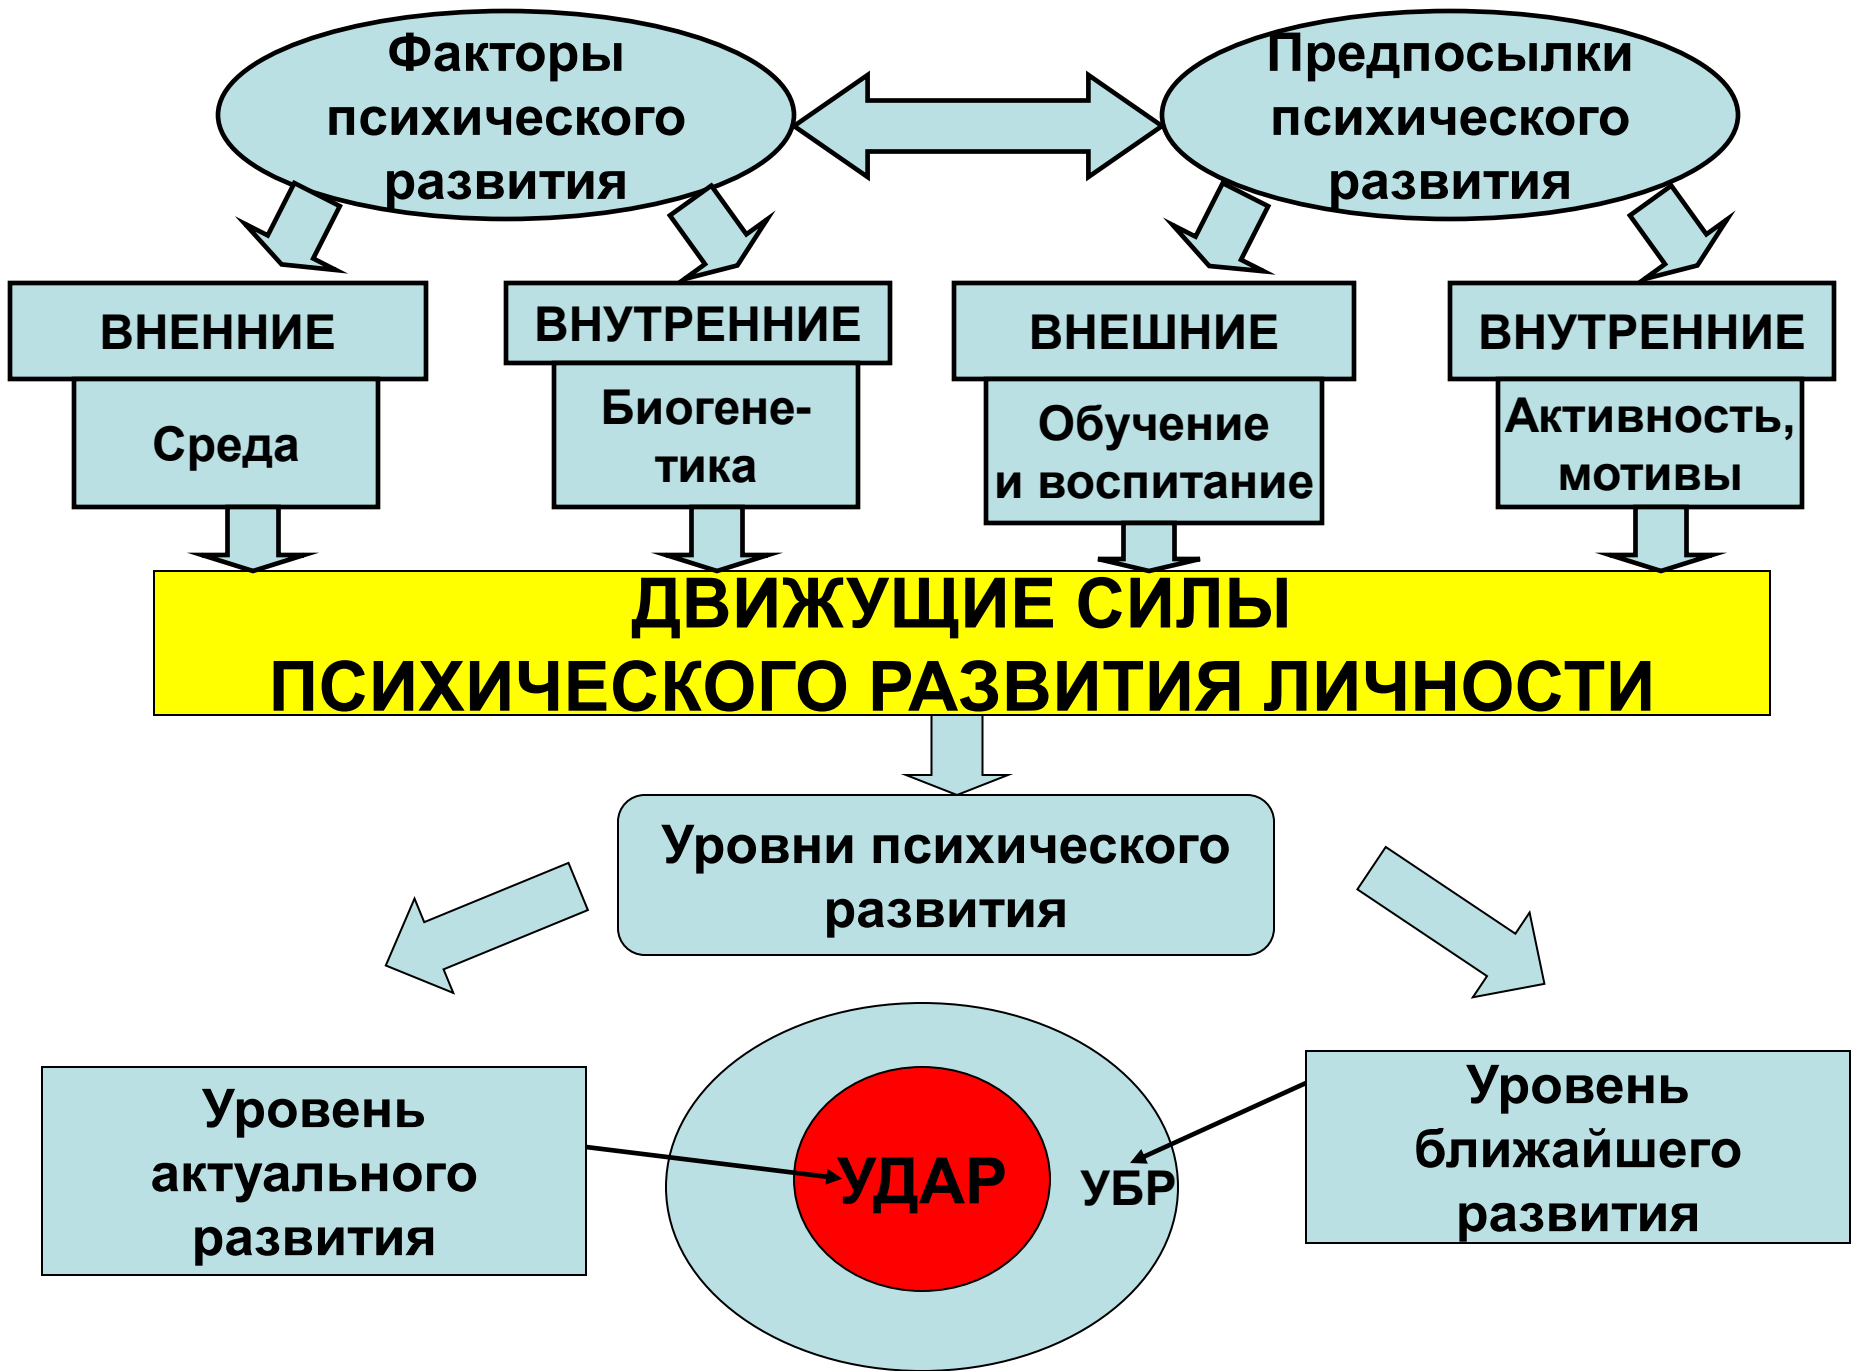 Факторы
психического
развития
Предпосылки
психического
развития
ВНЕННИЕ
ВНУТРЕННИЕ
ВНЕШНИЕ
ВНУТРЕННИЕ
Среда
Биогене-
тика
Обучение
и воспитание
Активность,
мотивы
ДВИЖУЩИЕ СИЛЫ
ПСИХИЧЕСКОГО РАЗВИТИЯ ЛИЧНОСТИ
Уровни психического
развития
Уровень
актуального
развития
УДАР
УБР
Уровень
ближайшего
развития